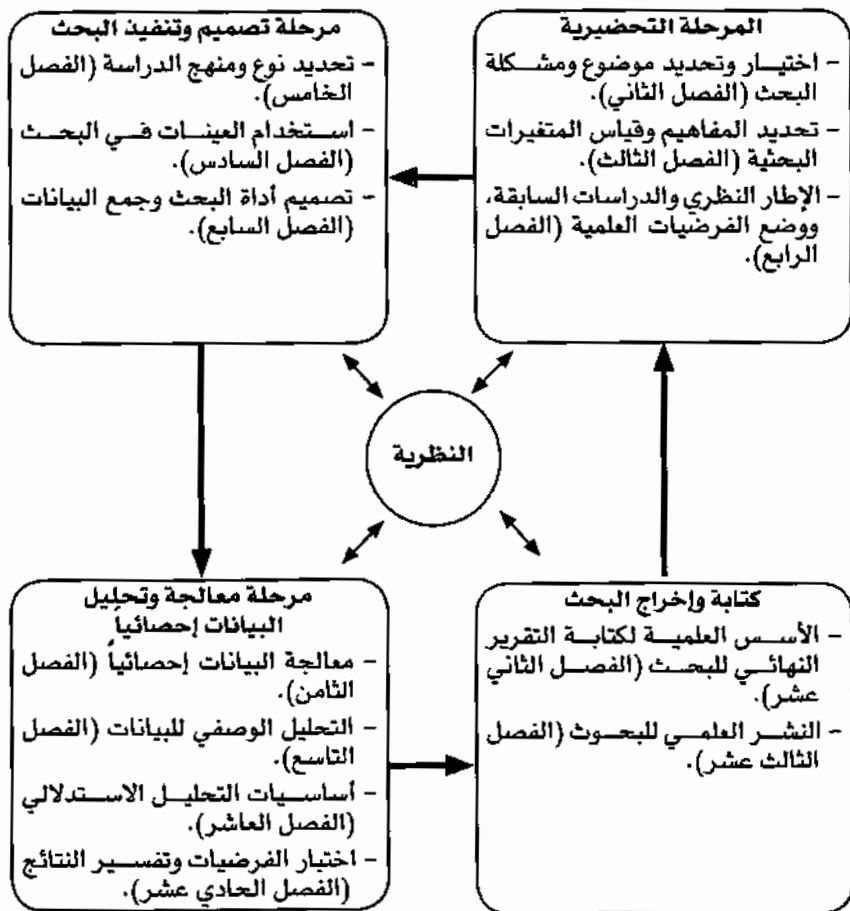 المرحلة التحضيرية
- اختيار وتحديد موضوع ومشكلة
البحث (الفصل الثاني).
- تحديد المفاهيم وقياس المتغيرات
البحثية (الفصل الثالث).
- الإطار النظري والدراسات السابقة،
ووضع الفرضيات العلمية (الفصل
الرابع).
مرحلة تصميم وتنفيذ البحث
- تحديد نوع ومنهج الدراسة (الفصل
الخامس).
- استخدام العينات في البحث
(الفصل السادس).
- تصميم أداة البحث وجمع البيانات
(الفصل السابع).
النظرية
مرحلة معالجة وتحليل
البيانات إحصائياً
- معالجة البيانات إحصائياً (الفصل
الثامن).
- التحليل الوصفي للبيانات (الفصل
التاسع).
- أساسيات التحليل الاستدلالي
(الفصل العاشر).
- اختبار الفرضيات وتفسير النتائج
(الفصل الحادي عشر).
كتابة وإخراج البحث
- الأسس العلمية لكتابة التقرير
النهائي للبحث (الفصل الثاني
عشر).
- النشر العلمي للبحوث (الفصل
الثالث عشر).